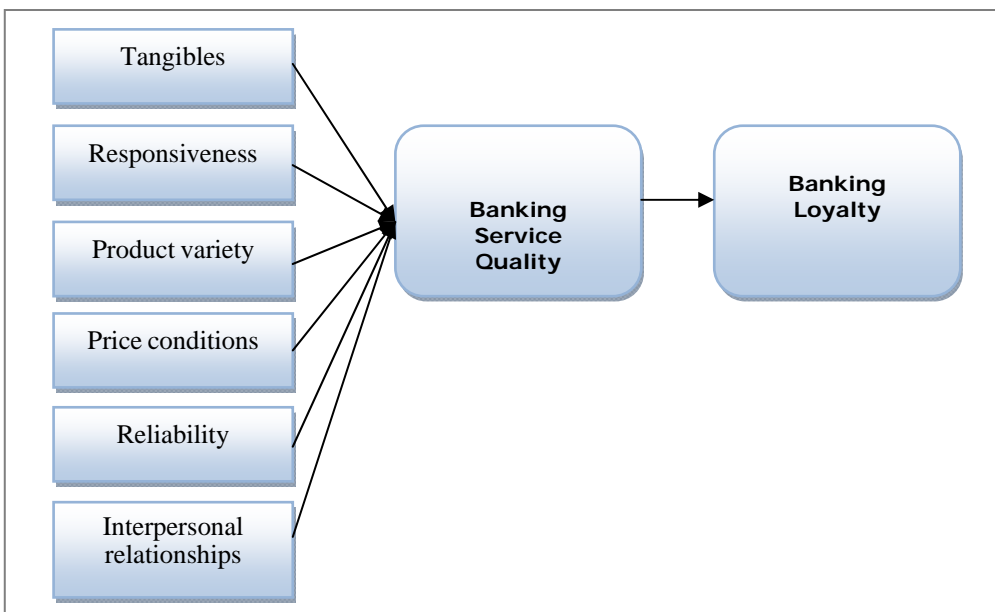 Tangibles
Responsiveness
Product variety
Price conditions
Reliability
Interpersonal
relationships
Banking
Service
Quality
Banking
Loyalty